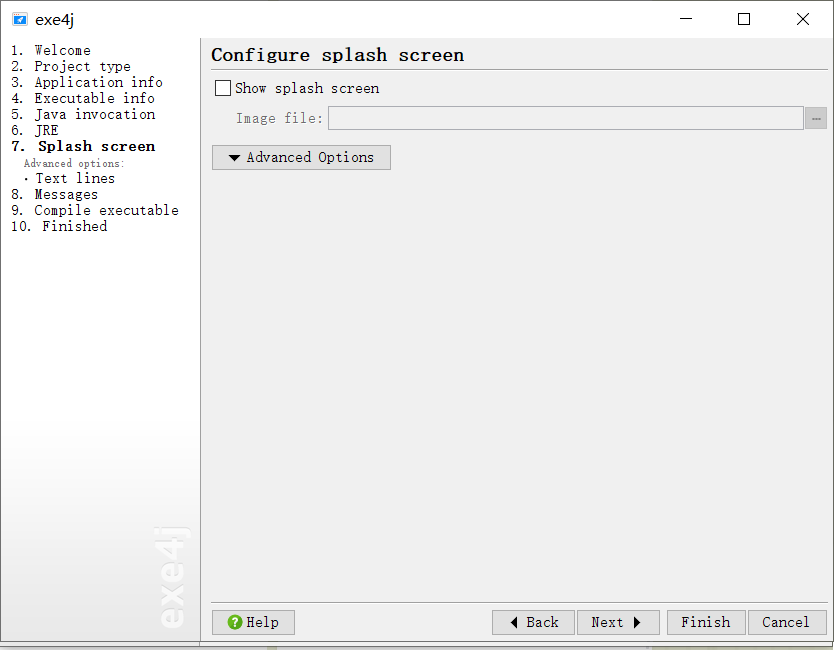 exe4j
1. Welcome
2. Project type
3. Application info
4. Executable info
5. Java invocation
6. JRE
7. Splash screen
Advanced options:
· Text lines
8. Messages
9. Compile executable
10. Finished
exe4j
Configure splash screen
Show splash screen
Image file:
...
Advanced Options
Help
Back
Next
Finish
Cancel